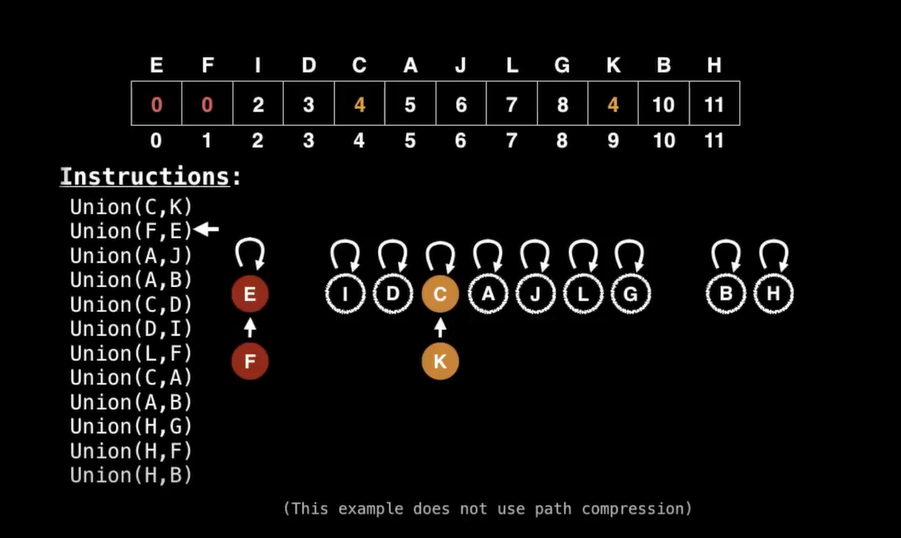 E F I D C A J L G K B H
0 0 2 3 4 5 6 7 8 4 10 11
0 1 2 3 4 5 6 7 8 9 10 11
Instructions:
Union(C,K)
Union(F,E)
Union(A,J)
Union(A,B)
Union(C,D)
Union(D,I)
Union(L,F)
Union(C,A)
Union(A,B)
Union(H,G)
Union(H,F)
Union(H,B)
E I D C A J L G B H
F K
(This example does not use path compression)